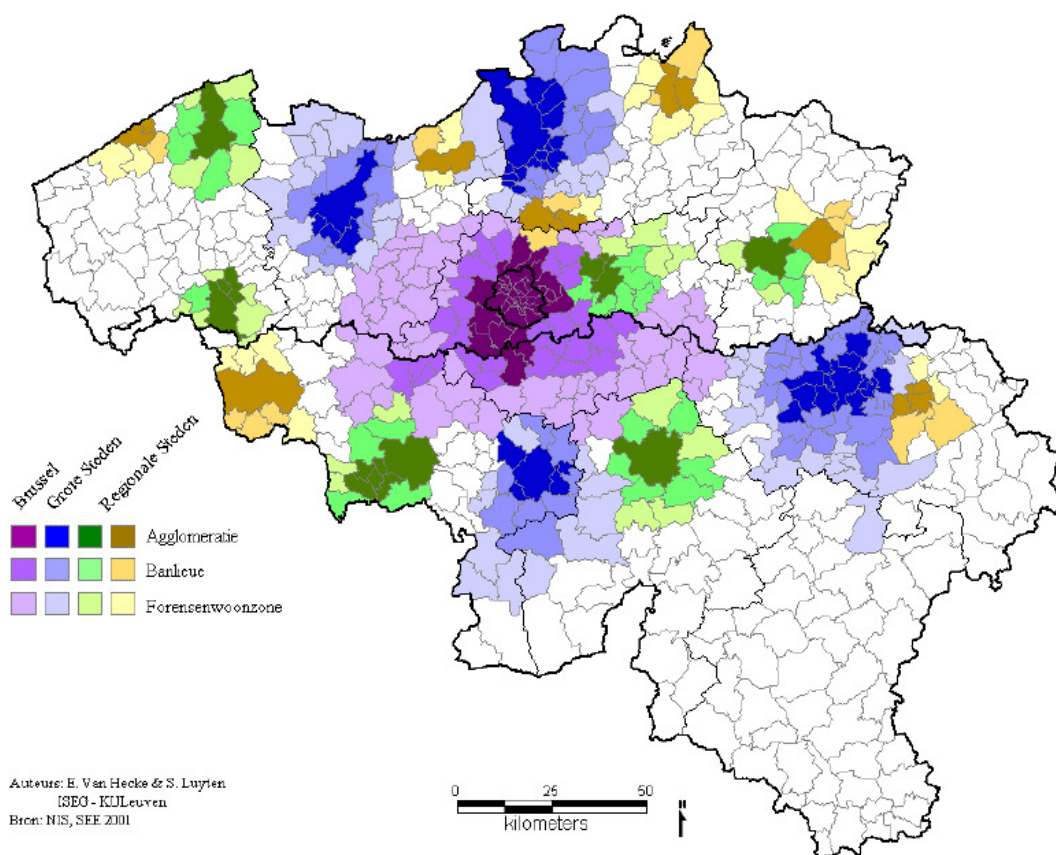 Brussel
Grote Steden
Regionale Steden
Agglomeratie
Banlieue
Forensenwoonzone
Auteurs: E. Van Hecke & S. Luyten
ISEG - KULeuven
Bron: NIS, SEE 2001
0 25 50
kilometers